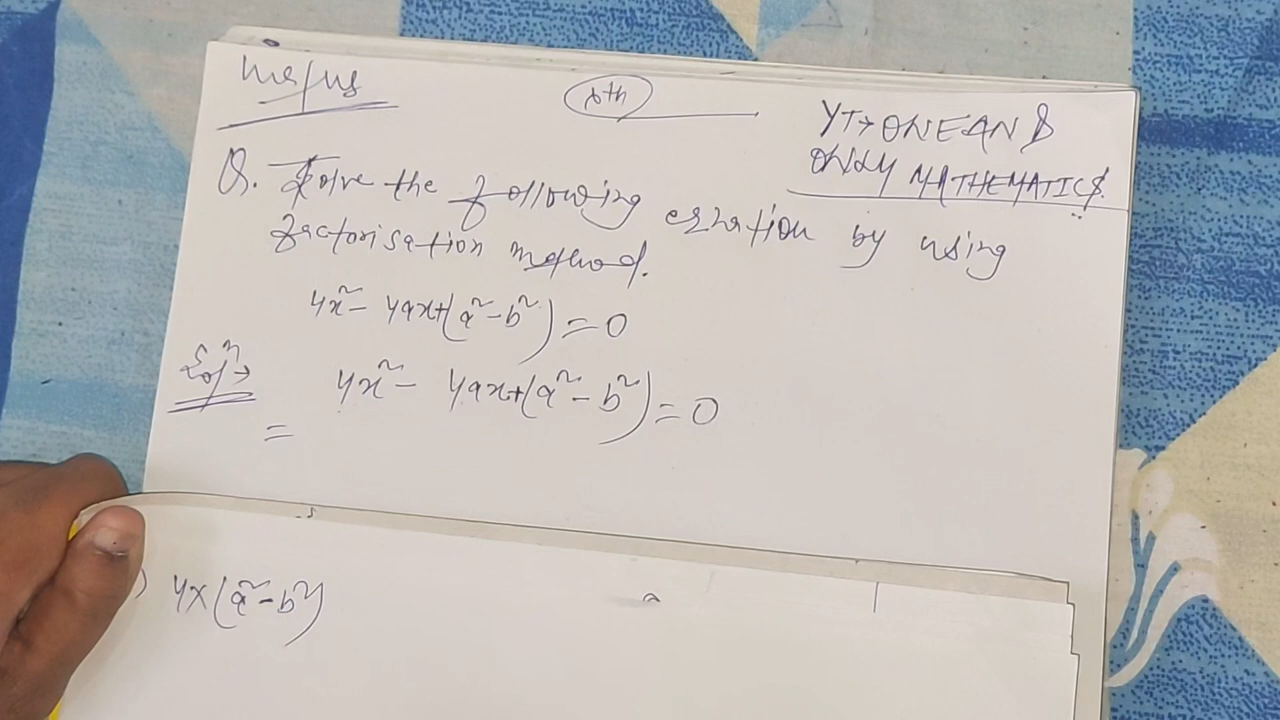 10th
YT→ ONE AND
ONLY MATHEMATICS.
Q. Solve the following equation by using
factorisation method.
4x² - 4ax+(a² - b²) = 0
Solⁿ→ 4x² - 4ax+(a² - b²) = 0
=
4x(a² - b²)